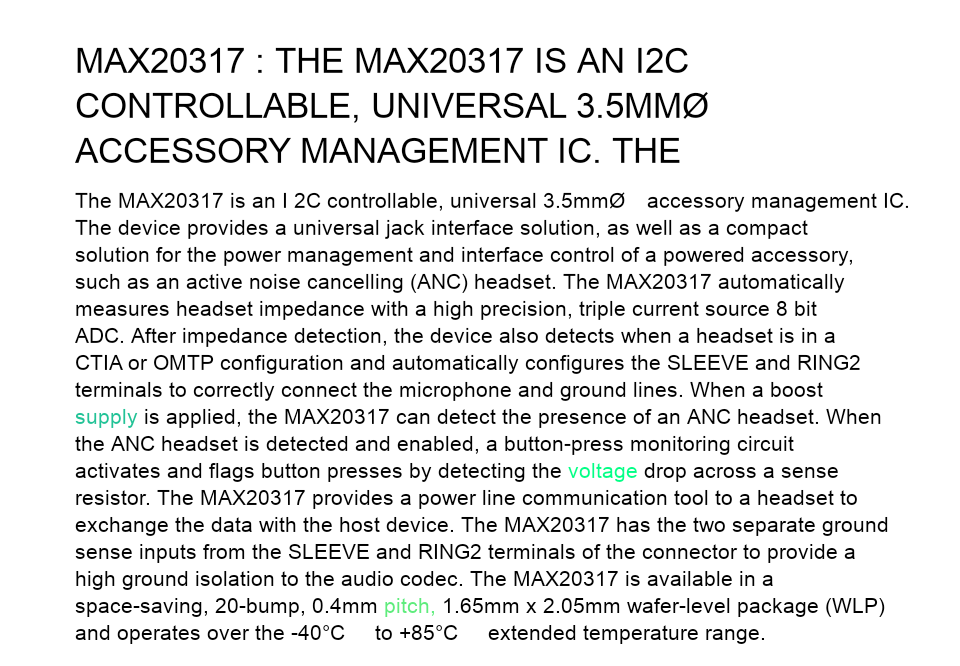 MAX20317 : THE MAX20317 IS AN I2C
CONTROLLABLE, UNIVERSAL 3.5MMØ
ACCESSORY MANAGEMENT IC. THE
The MAX20317 is an I 2C controllable, universal 3.5mmØ accessory management IC.
The device provides a universal jack interface solution, as well as a compact
solution for the power management and interface control of a powered accessory,
such as an active noise cancelling (ANC) headset. The MAX20317 automatically
measures headset impedance with a high precision, triple current source 8 bit
ADC. After impedance detection, the device also detects when a headset is in a
CTIA or OMTP configuration and automatically configures the SLEEVE and RING2
terminals to correctly connect the microphone and ground lines. When a boost
supply is applied, the MAX20317 can detect the presence of an ANC headset. When
the ANC headset is detected and enabled, a button-press monitoring circuit
activates and flags button presses by detecting the voltage drop across a sense
resistor. The MAX20317 provides a power line communication tool to a headset to
exchange the data with the host device. The MAX20317 has the two separate ground
sense inputs from the SLEEVE and RING2 terminals of the connector to provide a
high ground isolation to the audio codec. The MAX20317 is available in a
space-saving, 20-bump, 0.4mm pitch, 1.65mm x 2.05mm wafer-level package (WLP)
and operates over the -40°C to +85°C extended temperature range.